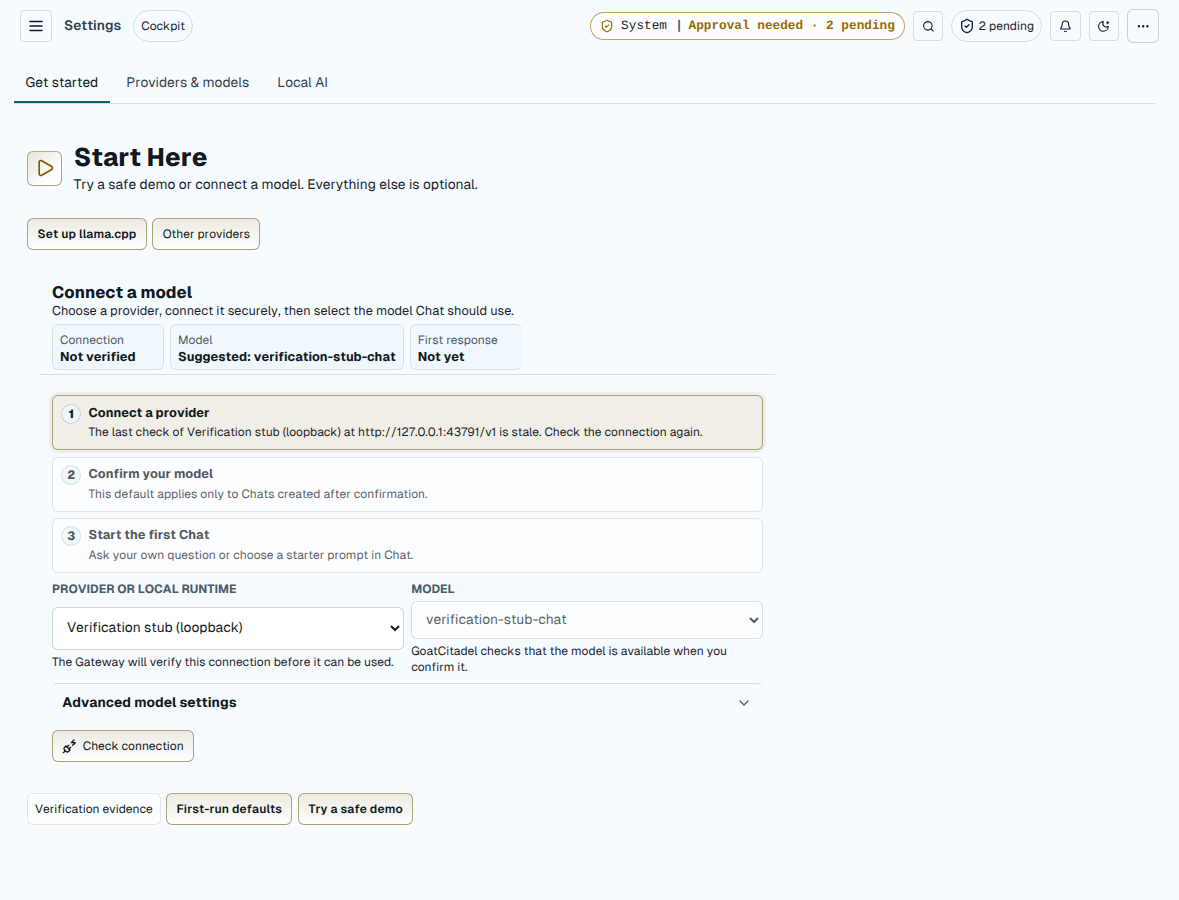 Settings
Cockpit
System | Approval needed · 2 pending
2 pending
Get started
Providers & models
Local AI
Start Here
Try a safe demo or connect a model. Everything else is optional.
Set up llama.cpp
Other providers
Connect a model
Choose a provider, connect it securely, then select the model Chat should use.
Connection
Not verified
Model
Suggested: verification-stub-chat
First response
Not yet
1
Connect a provider
The last check of Verification stub (loopback) at http://127.0.0.1:43791/v1 is stale. Check the connection again.
2
Confirm your model
This default applies only to Chats created after confirmation.
3
Start the first Chat
Ask your own question or choose a starter prompt in Chat.
PROVIDER OR LOCAL RUNTIME
Verification stub (loopback)
The Gateway will verify this connection before it can be used.
MODEL
verification-stub-chat
GoatCitadel checks that the model is available when you
confirm it.
Advanced model settings
Check connection
Verification evidence
First-run defaults
Try a safe demo